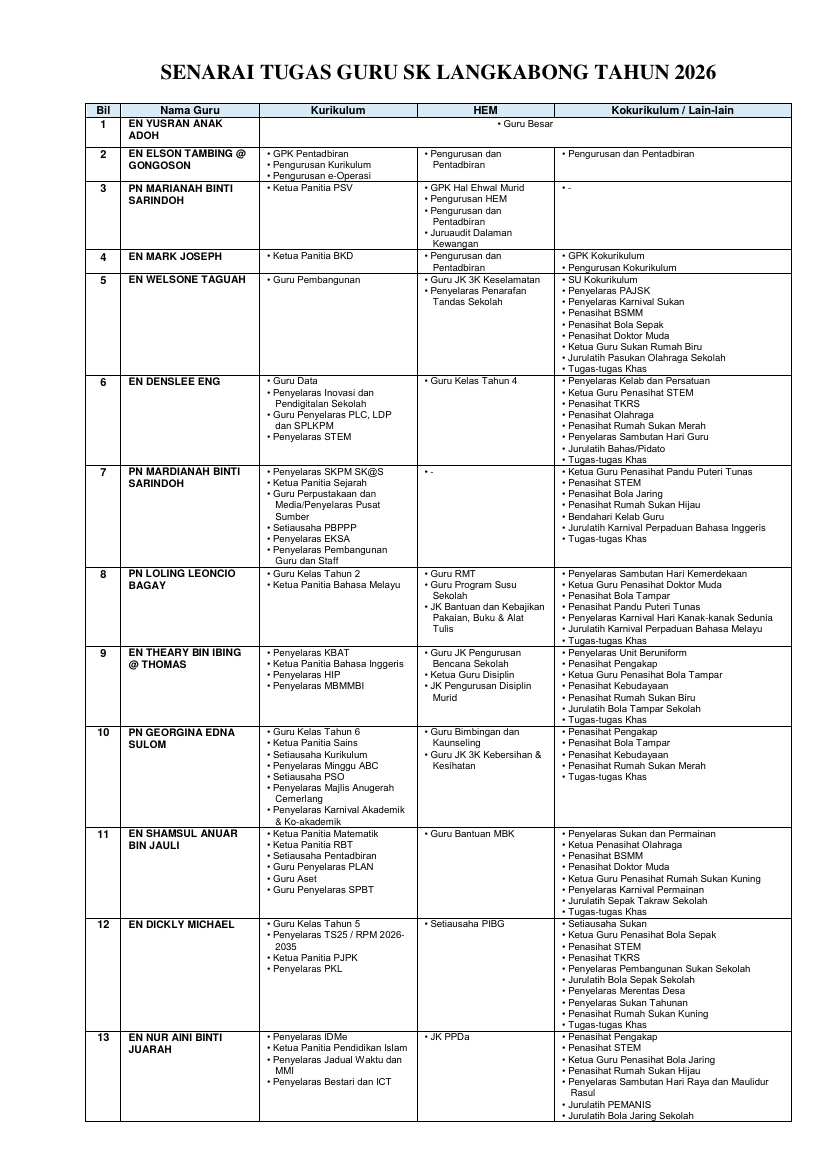 SENARAI TUGAS GURU SK LANGKABONG TAHUN 2026
Bil Nama Guru Kurikulum HEM Kokurikulum / Lain-lain
1
EN YUSRAN ANAK
ADOH
• Guru Besar
2
EN ELSON TAMBING @
GONGOSON
• GPK Pentadbiran
• Pengurusan Kurikulum
• Pengurusan e-Operasi
• Pengurusan dan
Pentadbiran
• Pengurusan dan Pentadbiran
3
PN MARIANAH BINTI
SARINDOH
• Ketua Panitia PSV
• GPK Hal Ehwal Murid
• Pengurusan HEM
• Pengurusan dan
Pentadbiran
• Juruaudit Dalaman
Kewangan
• -
4
EN MARK JOSEPH
• Ketua Panitia BKD
• Pengurusan dan
Pentadbiran
• GPK Kokurikulum
• Pengurusan Kokurikulum
5
EN WELSONE TAGUAH
• Guru Pembangunan
• Guru JK 3K Keselamatan
• Penyelaras Penarafan
Tandas Sekolah
• SU Kokurikulum
• Penyelaras PAJSK
• Penyelaras Karnival Sukan
• Penasihat BSMM
• Penasihat Bola Sepak
• Penasihat Doktor Muda
• Ketua Guru Sukan Rumah Biru
• Jurulatih Pasukan Olahraga Sekolah
• Tugas-tugas Khas
6
EN DENSLEE ENG
• Guru Data
• Penyelaras Inovasi dan
Pendigitalan Sekolah
• Guru Penyelaras PLC, LDP
dan SPLKPM
• Penyelaras STEM
• Guru Kelas Tahun 4
• Penyelaras Kelab dan Persatuan
• Ketua Guru Penasihat STEM
• Penasihat TKRS
• Penasihat Olahraga
• Penasihat Rumah Sukan Merah
• Penyelaras Sambutan Hari Guru
• Jurulatih Bahas/Pidato
• Tugas-tugas Khas
7
PN MARDIANAH BINTI
SARINDOH
• Penyelaras SKPM SK@S
• Ketua Panitia Sejarah
• Guru Perpustakaan dan
Media/Penyelaras Pusat
Sumber
• Setiausaha PBPPP
• Penyelaras EKSA
• Penyelaras Pembangunan
Guru dan Staff
• -
• Ketua Guru Penasihat Pandu Puteri Tunas
• Penasihat STEM
• Penasihat Bola Jaring
• Penasihat Rumah Sukan Hijau
• Bendahari Kelab Guru
• Jurulatih Karnival Perpaduan Bahasa Inggeris
• Tugas-tugas Khas
8
PN LOLING LEONCIO
BAGAY
• Guru Kelas Tahun 2
• Ketua Panitia Bahasa Melayu
• Guru RMT
• Guru Program Susu
Sekolah
• JK Bantuan dan Kebajikan
Pakaian, Buku & Alat
Tulis
• Penyelaras Sambutan Hari Kemerdekaan
• Ketua Guru Penasihat Doktor Muda
• Penasihat Bola Tampar
• Penasihat Pandu Puteri Tunas
• Penyelaras Karnival Hari Kanak-kanak Sedunia
• Jurulatih Karnival Perpaduan Bahasa Melayu
• Tugas-tugas Khas
9
EN THEARY BIN IBING
@ THOMAS
• Penyelaras KBAT
• Ketua Panitia Bahasa Inggeris
• Penyelaras HIP
• Penyelaras MBMMBI
• Guru JK Pengurusan
Bencana Sekolah
• Ketua Guru Disiplin
• JK Pengurusan Disiplin
Murid
• Penyelaras Unit Beruniform
• Penasihat Pengakap
• Ketua Guru Penasihat Bola Tampar
• Penasihat Kebudayaan
• Penasihat Rumah Sukan Biru
• Jurulatih Bola Tampar Sekolah
• Tugas-tugas Khas
10
PN GEORGINA EDNA
SULOM
• Guru Kelas Tahun 6
• Ketua Panitia Sains
• Setiausaha Kurikulum
• Penyelaras Minggu ABC
• Setiausaha PSO
• Penyelaras Majlis Anugerah
Cemerlang
• Penyelaras Karnival Akademik
& Ko-akademik
• Guru Bimbingan dan
Kaunseling
• Guru JK 3K Kebersihan &
Kesihatan
• Penasihat Pengakap
• Penasihat Bola Tampar
• Penasihat Kebudayaan
• Penasihat Rumah Sukan Merah
• Tugas-tugas Khas
11
EN SHAMSUL ANUAR
BIN JAULI
• Ketua Panitia Matematik
• Ketua Panitia RBT
• Setiausaha Pentadbiran
• Guru Penyelaras PLAN
• Guru Aset
• Guru Penyelaras SPBT
• Guru Bantuan MBK
• Penyelaras Sukan dan Permainan
• Ketua Penasihat Olahraga
• Penasihat BSMM
• Penasihat Doktor Muda
• Ketua Guru Penasihat Rumah Sukan Kuning
• Penyelaras Karnival Permainan
• Jurulatih Sepak Takraw Sekolah
• Tugas-tugas Khas
12
EN DICKLY MICHAEL
• Guru Kelas Tahun 5
• Penyelaras TS25 / RPM 2026-
2035
• Ketua Panitia PJPK
• Penyelaras PKL
• Setiausaha PIBG
• Setiausaha Sukan
• Ketua Guru Penasihat Bola Sepak
• Penasihat STEM
• Penasihat TKRS
• Penyelaras Pembangunan Sukan Sekolah
• Jurulatih Bola Sepak Sekolah
• Penyelaras Merentas Desa
• Penyelaras Sukan Tahunan
• Penasihat Rumah Sukan Kuning
• Tugas-tugas Khas
13
EN NUR AINI BINTI
JUARAH
• Penyelaras IDMe
• Ketua Panitia Pendidikan Islam
• Penyelaras Jadual Waktu dan
MMI
• Penyelaras Bestari dan ICT
• JK PPDa
• Penasihat Pengakap
• Penasihat STEM
• Ketua Guru Penasihat Bola Jaring
• Penasihat Rumah Sukan Hijau
• Penyelaras Sambutan Hari Raya dan Maulidur
Rasul
• Jurulatih PEMANIS
• Jurulatih Bola Jaring Sekolah